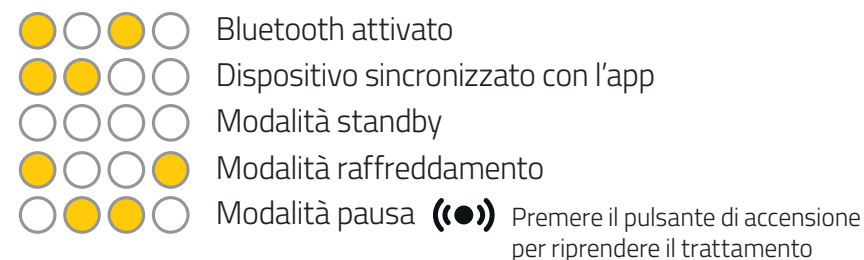 Bluetooth attivato
Dispositivo sincronizzato con l'app
Modalità standby
Modalità raffreddamento
Modalità pausa Premere il pulsante di accensione
per riprendere il trattamento